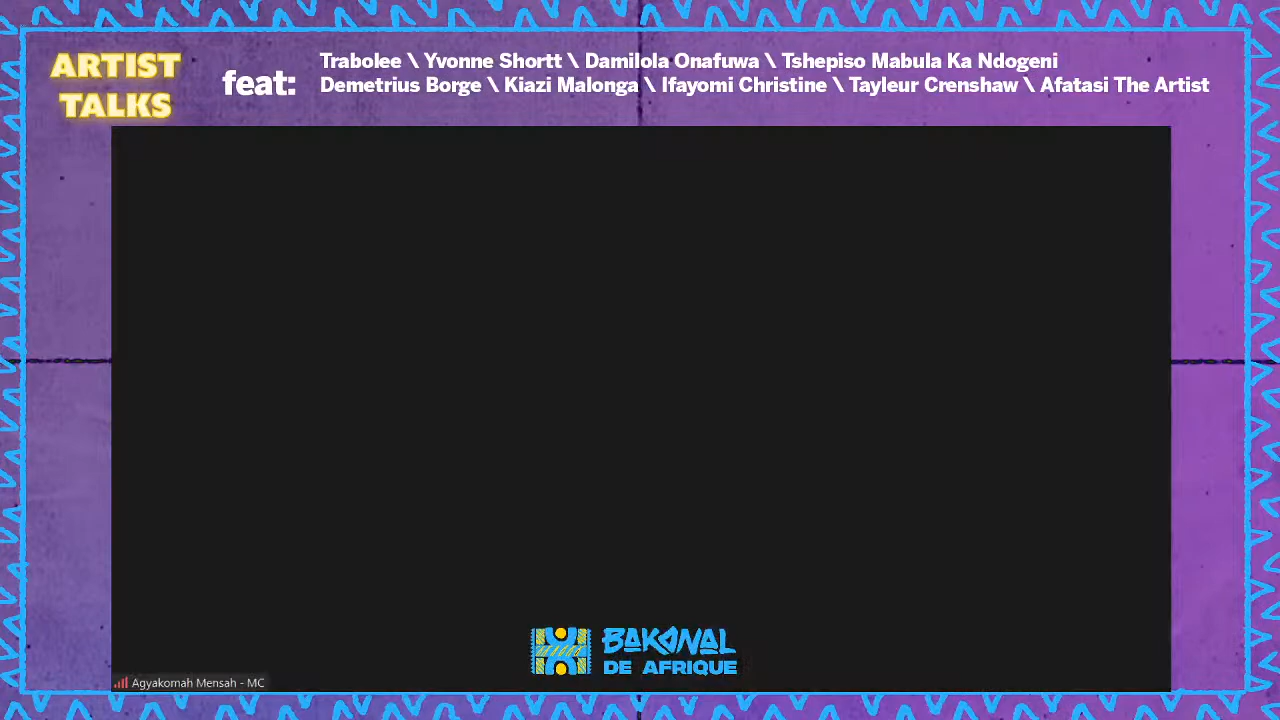 ARTIST
TALKS
feat:
Trabolee \ Yvonne Shortt \ Damilola Onafuwa \ Tshepiso Mabula Ka Ndogeni
Demetrius Borge \ Kiazi Malonga \ Ifayomi Christine \ Tayleur Crenshaw \ Afatasi The Artist
BAKANAL
DE AFRIQUE
Agyakomah Mensah - MC